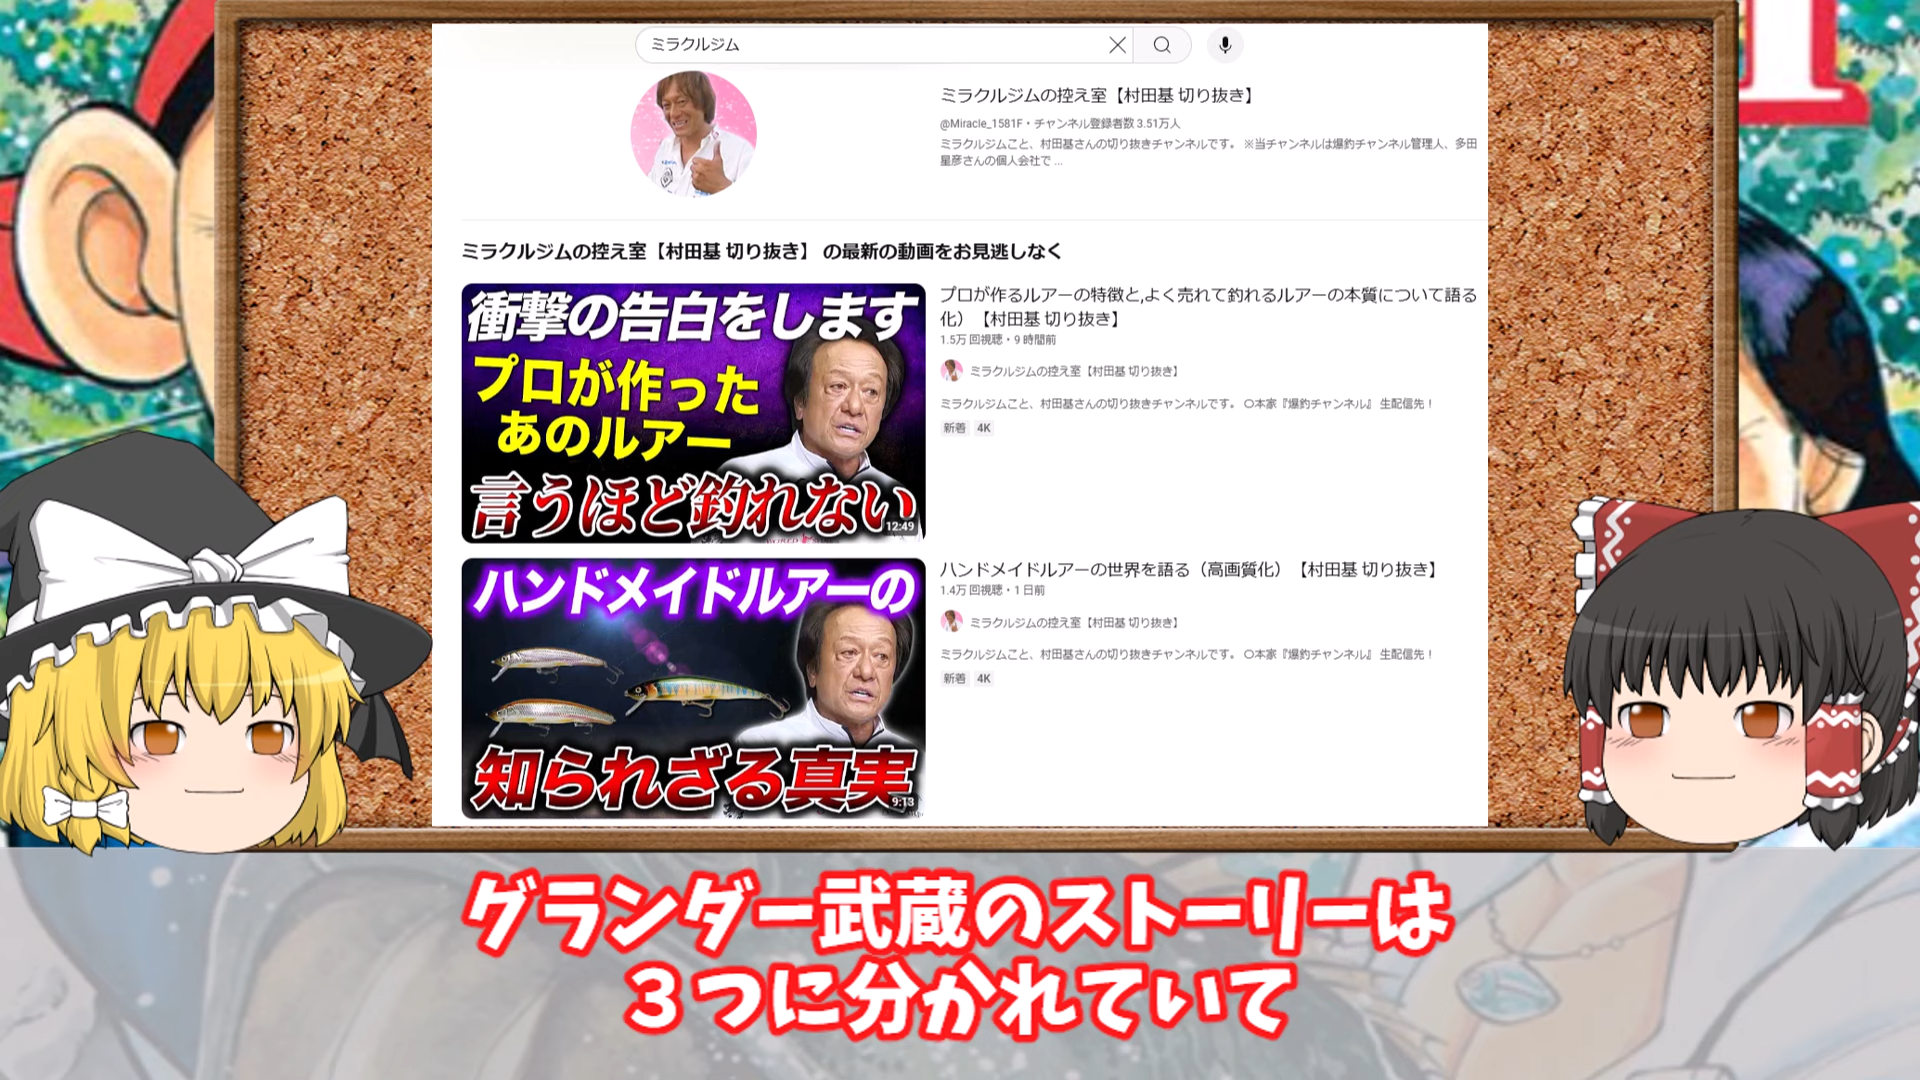 ミラクルジム
ミラクルジムの控え室【村田基 切り抜き】
@Miracle_1581F・チャンネル登録者数 3.51万人
ミラクルジムこと、村田基さんの切り抜きチャンネルです。 ※当チャンネルは爆釣チャンネル管理人、多田
星彦さんの個人会社で ...
ミラクルジムの控え室【村田基 切り抜き】 の最新の動画をお見逃しなく
衝撃の告白をします
プロが作った
あのルアー
言うほど釣れない
12:49
プロが作るルアーの特徴と,よく売れて釣れるルアーの本質について語る
化）【村田基 切り抜き】
1.5万 回視聴・9 時間前
ミラクルジムの控え室【村田基 切り抜き】
ミラクルジムこと、村田基さんの切り抜きチャンネルです。 〇本家『爆釣チャンネル』 生配信先！
新着 4K
ハンドメイドルアーの
知られざる真実
9:13
ハンドメイドルアーの世界を語る（高画質化）【村田基 切り抜き】
1.4万 回視聴・1 日前
ミラクルジムの控え室【村田基 切り抜き】
ミラクルジムこと、村田基さんの切り抜きチャンネルです。 〇本家『爆釣チャンネル』 生配信先！
新着 4K
グランダー武蔵のストーリーは
３つに分かれていて